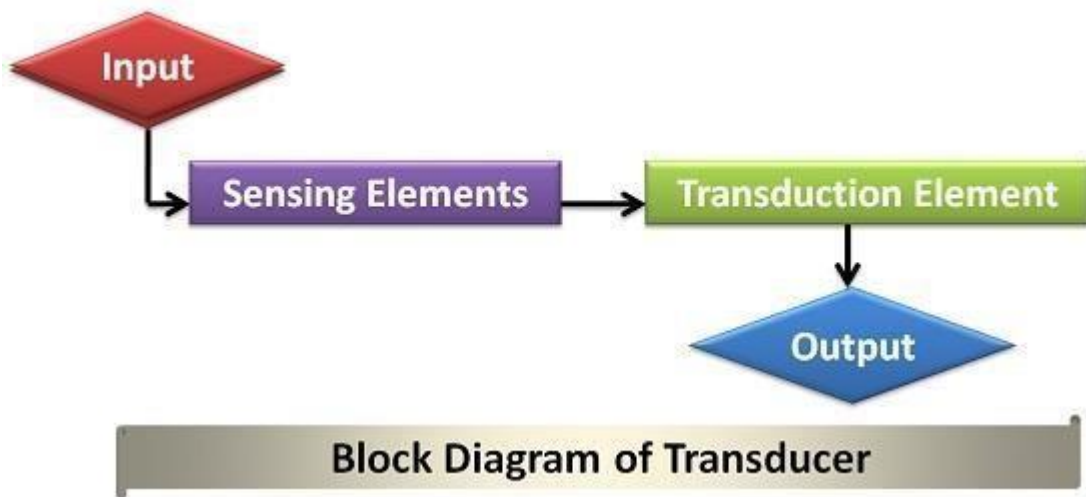 Input
Sensing Elements
Transduction Element
Output
Block Diagram of Transducer